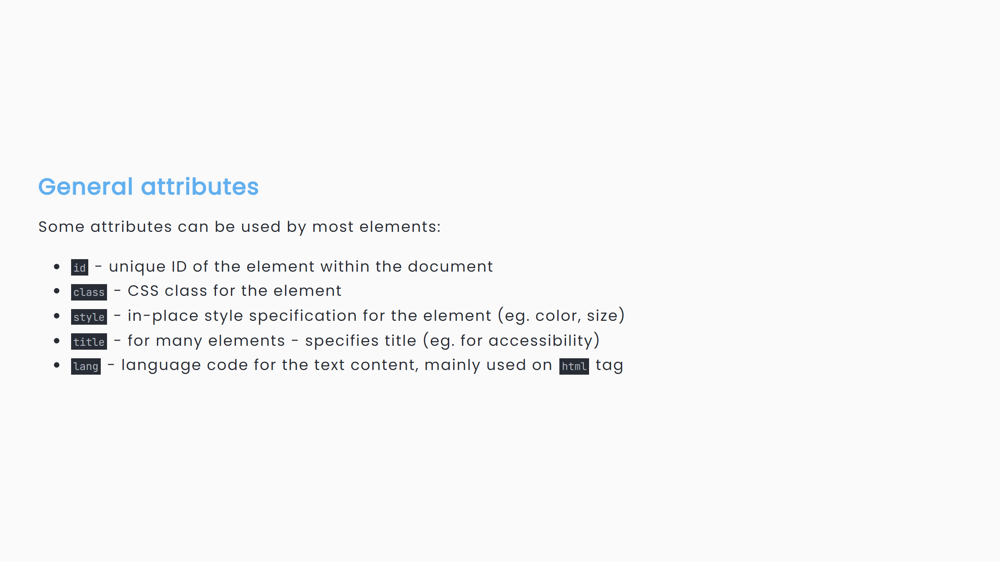 General attributes
Some attributes can be used by most elements:
• id - unique ID of the element within the document
• class - CSS class for the element
• style - in-place style specification for the element (eg. color, size)
• title - for many elements - specifies title (eg. for accessibility)
• lang - language code for the text content, mainly used on html tag